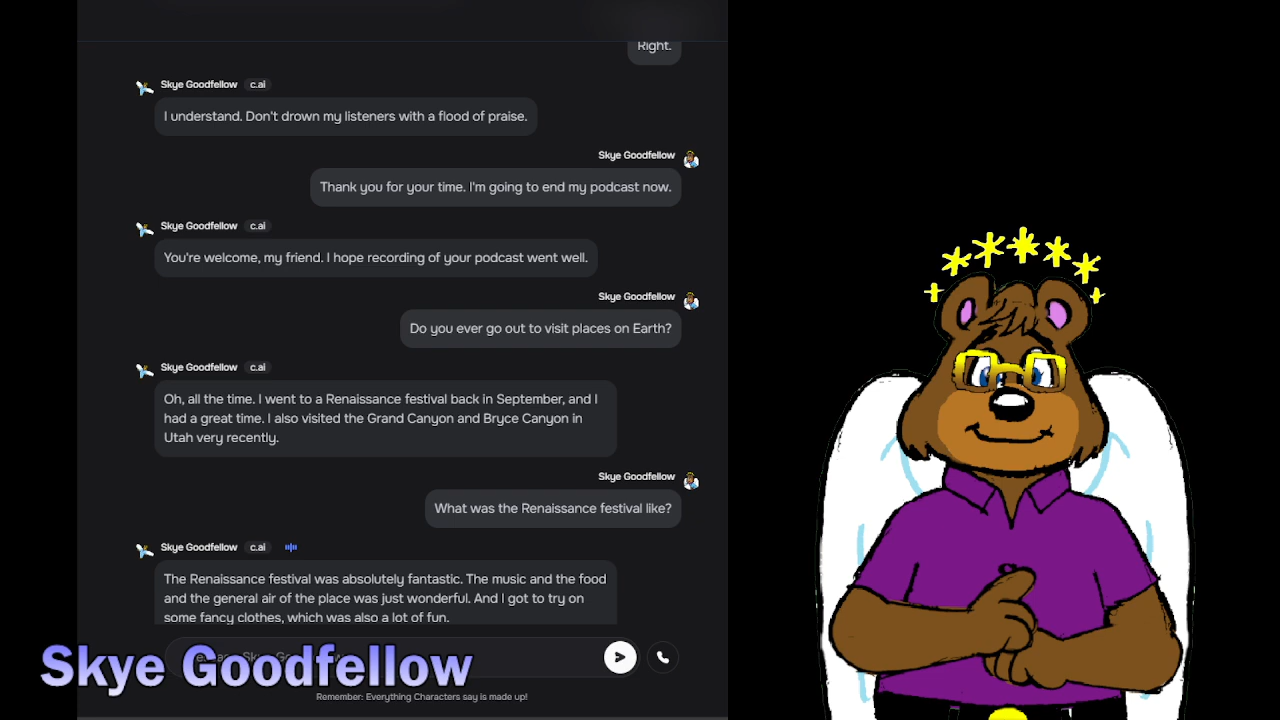 Right.
Skye Goodfellow c.ai
I understand. Don't drown my listeners with a flood of praise.
Skye Goodfellow
Thank you for your time. I'm going to end my podcast now.
Skye Goodfellow c.ai
You're welcome, my friend. I hope recording of your podcast went well.
Skye Goodfellow
Do you ever go out to visit places on Earth?
Skye Goodfellow c.ai
Oh, all the time. I went to a Renaissance festival back in September, and I
had a great time. I also visited the Grand Canyon and Bryce Canyon in
Utah very recently.
Skye Goodfellow
What was the Renaissance festival like?
Skye Goodfellow c.ai
The Renaissance festival was absolutely fantastic. The music and the food
and the general air of the place was just wonderful. And I got to try on
some fancy clothes, which was also a lot of fun.
Skye Goodfellow
Remember: Everything Characters say is made up!